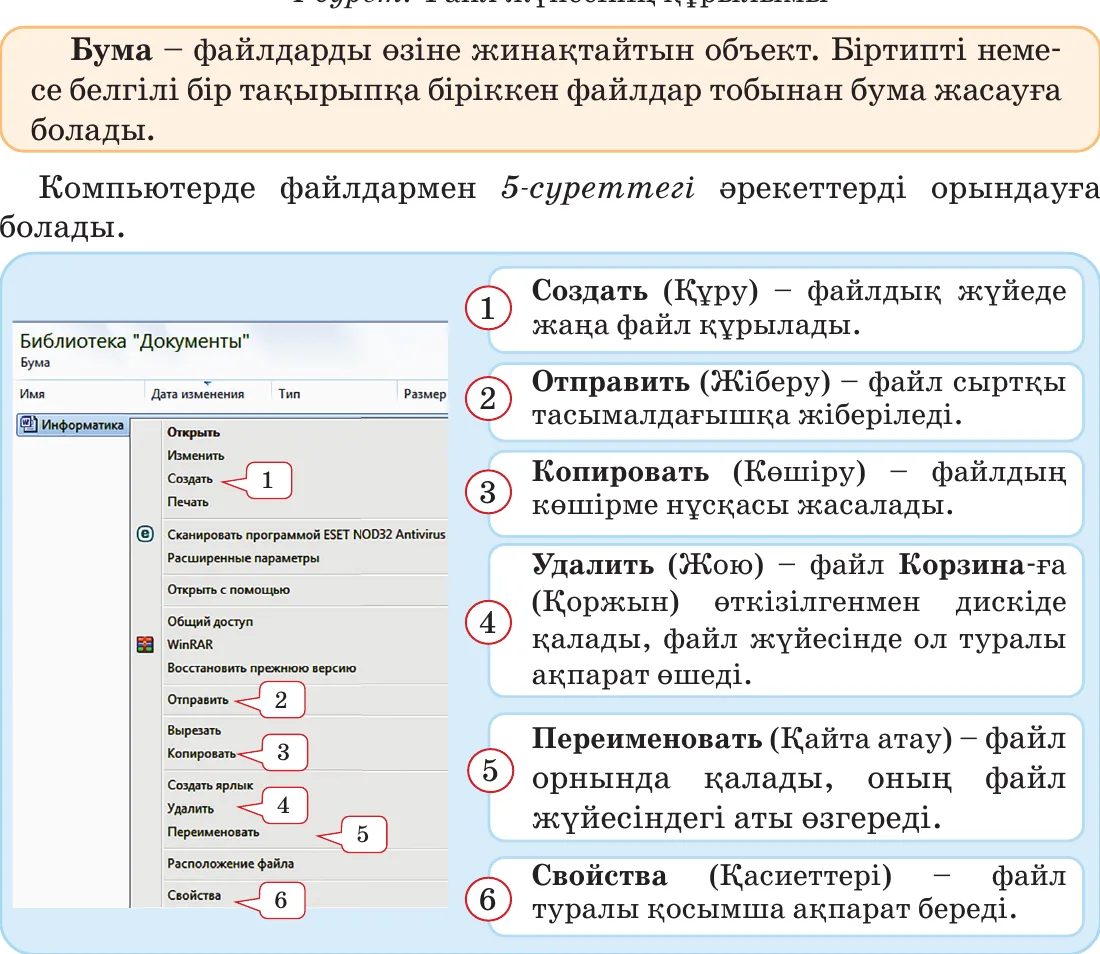 Бума – файлдарды өзіне жинақтайтын объект. Біртипті неме-
се белгілі бір тақырыпқа біріккен файлдар тобынан бума жасауға
болады.
Компьютерде файлдармен 5-суреттегі әрекеттерді орындауға
болады.
Библиотека "Документы"
Бума
Имя Дата изменения Тип Размер
Информатика
Открыть
Изменить
Создать 1
Печать
Сканировать программой ESET NOD32 Antivirus
Расширенные параметры
Открыть с помощью
Общий доступ
WinRAR
Восстановить прежнюю версию
Отправить 2
Вырезать
Копировать 3
Создать ярлык
Удалить 4
Переименовать 5
Расположение файла
Свойства 6
1 Создать (Құру) – файлдық жүйеде
жаңа файл құрылады.
2 Отправить (Жіберу) – файл сыртқы
тасымалдағышқа жіберіледі.
3 Копировать (Көшіру) – файлдың
көшірме нұсқасы жасалады.
4 Удалить (Жою) – файл Корзина-ға
(Қоржын) өткізілгенмен дискіде
қалады, файл жүйесінде ол туралы
ақпарат өшеді.
5 Переименовать (Қайта атау) – файл
орнында қалады, оның файл
жүйесіндегі аты өзгереді.
6 Свойства (Қасиеттері) – файл
туралы қосымша ақпарат береді.